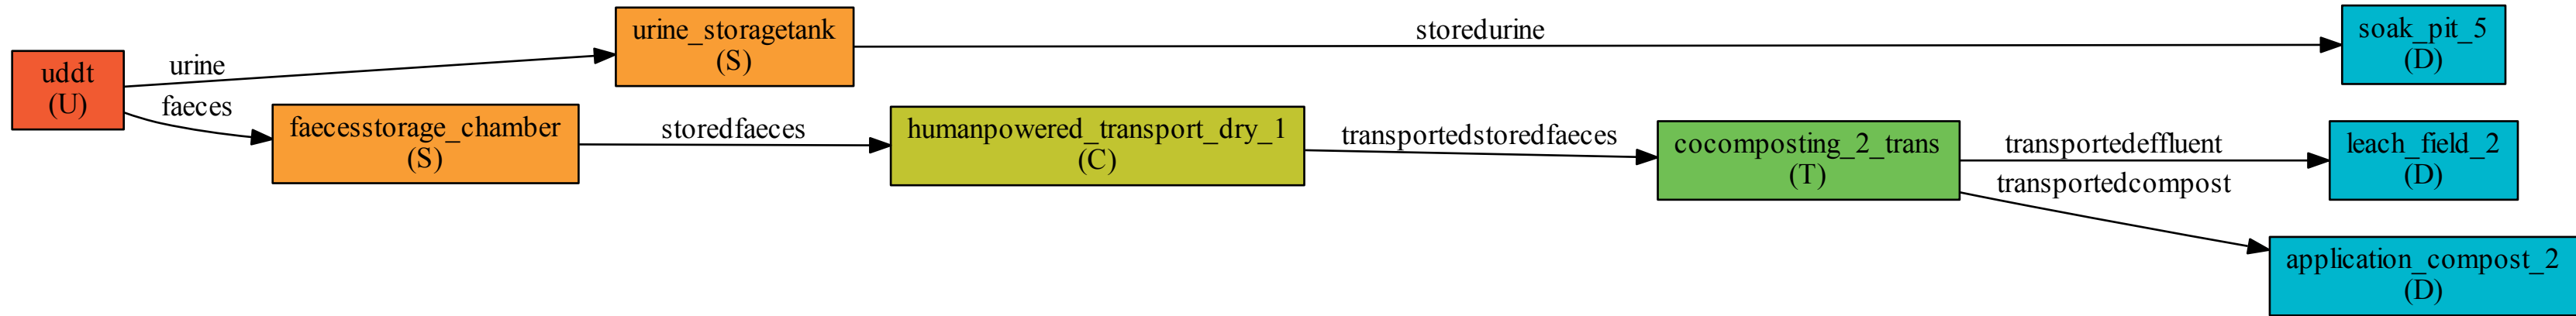 uddt
(U)
urine
faeces
urine_storagetank
(S)
faecesstorage_chamber
(S)
storedurine
storedfaeces
humanpowered_transport_dry_1
(C)
transportedstoredfaeces
cocomposting_2_trans
(T)
transportedeffluent
transportedcompost
soak_pit_5
(D)
leach_field_2
(D)
application_compost_2
(D)